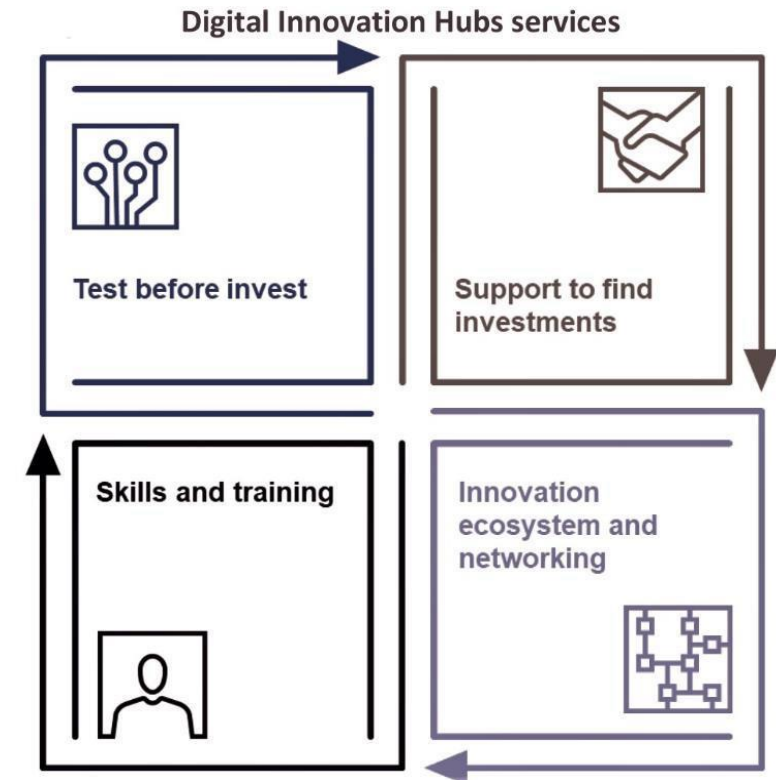 Digital Innovation Hubs services
Test before invest
Support to find
investments
Skills and training
Innovation
ecosystem and
networking